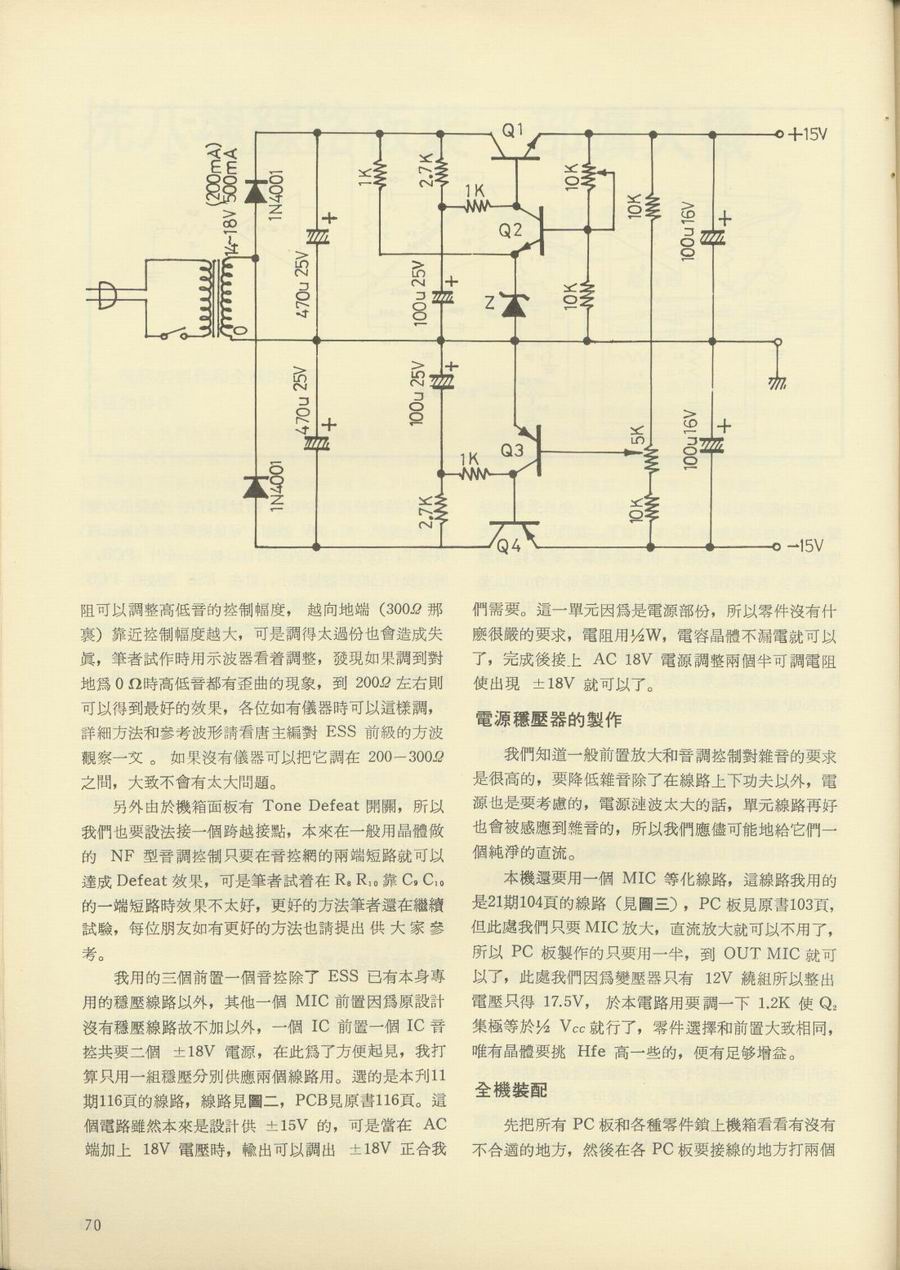 Q1
+15V
14~18V (200mA)
500mA
1N4001
1K
2.7K
1K
10K
10K
100u 16V
Q2
470u 25V
100u 25V
Z
10K
0
470u 25V
100u 25V
1K
Q3
5K
100u 16V
1N4001
2.7K
10K
Q4
−15V
阻可以調整高低音的控制幅度，越向地端（300Ω 那
裏）靠近控制幅度越大，可是調得太過份也會造成失
眞，筆者試作時用示波器看着調整，發現如果調到對
地爲 0 Ω時高低音都有歪曲的現象，到 200Ω 左右則
可以得到最好的效果，各位如有儀器時可以這樣調，
詳細方法和參考波形請看唐主編對 ESS 前級的方波
觀察一文 。 如果沒有儀器可以把它調在 200－300Ω
之間，大致不會有太大問題。
另外由於機箱面板有 Tone Defeat 開關，所以
我們也要設法接一個跨越接點，本來在一般用晶體做
的 NF 型音調控制只要在音控網的兩端短路就可以
達成 Defeat 效果，可是筆者試着在 R₈ R₁₀ 靠 C₉ C₁₀
的一端短路時效果不太好，更好的方法筆者還在繼續
試驗，每位朋友如有更好的方法也請提出供大家參
考。
我用的三個前置一個音控除了 ESS 已有本身專
用的穩壓線路以外，其他一個 MIC 前置因爲原設計
沒有穩壓線路故不加以外，一個 IC 前置一個 IC 音
控共要二個 ±18V 電源，在此爲了方便起見，我打
算只用一組穩壓分別供應兩個線路用。選的是本刋11
期116頁的線路，線路見圖二，PCB見原書116頁。這
個電路雖然本來是設計供 ±15V 的，可是當在 AC
端加上 18V 電壓時，輸出可以調出 ±18V 正合我
們需要。這一單元因爲是電源部份，所以零件沒有什
麽很嚴的要求，電阻用½W，電容晶體不漏電就可以
了，完成後接上 AC 18V 電源調整兩個半可調電阻
使出現 ±18V 就可以了。
電源穩壓器的製作
我們知道一般前置放大和音調控制對雜音的要求
是很高的，要降低雜音除了在線路上下功夫以外，電
源也是要考慮的，電源漣波太大的話，單元線路再好
也會被感應到雜音的，所以我們應儘可能地給它們一
個純淨的直流。
本機還要用一個 MIC 等化線路，這線路我用的
是21期104頁的線路（見圖三），PC 板見原書103頁，
但此處我們只要 MIC 放大，直流放大就可以不用了，
所以 PC 板製作的只要用一半，到 OUT MIC 就可
以了，此處我們因爲變壓器只有 12V 繞組所以整出
電壓只得 17.5V， 於本電路用要調一下 1.2K 使 Q₂
集極等於½ Vcc 就行了，零件選擇和前置大致相同，
唯有晶體要挑 Hfe 高一些的，便有足够增益。
全機裝配
先把所有 PC 板和各種零件鎖上機箱看看有沒有
不合適的地方，然後在各 PC 板要接線的地方打兩個
70